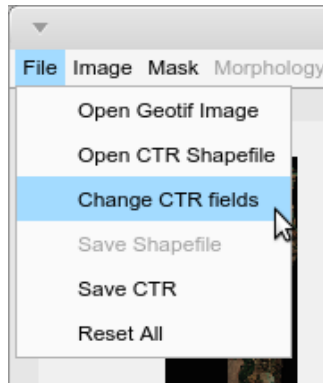 File Image Mask Morphology
Open Geotif Image
Open CTR Shapefile
Change CTR fields
Save Shapefile
Save CTR
Reset All